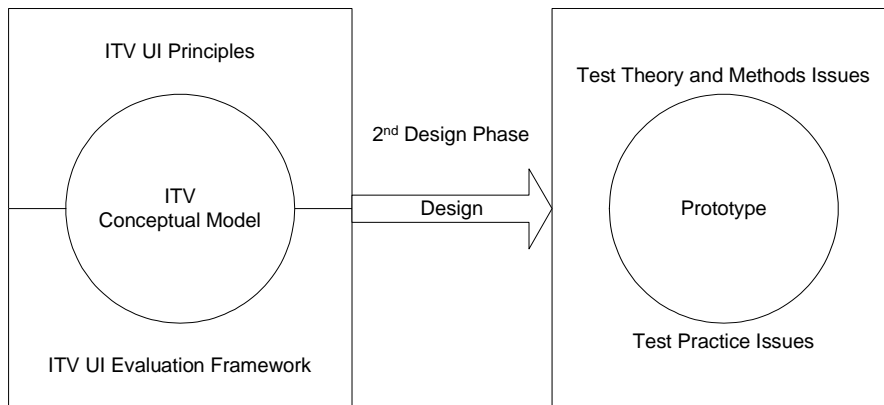 ITV UI Principles
ITV
Conceptual Model
ITV UI Evaluation Framework
2nd Design Phase
Design
Test Theory and Methods Issues
Prototype
Test Practice Issues